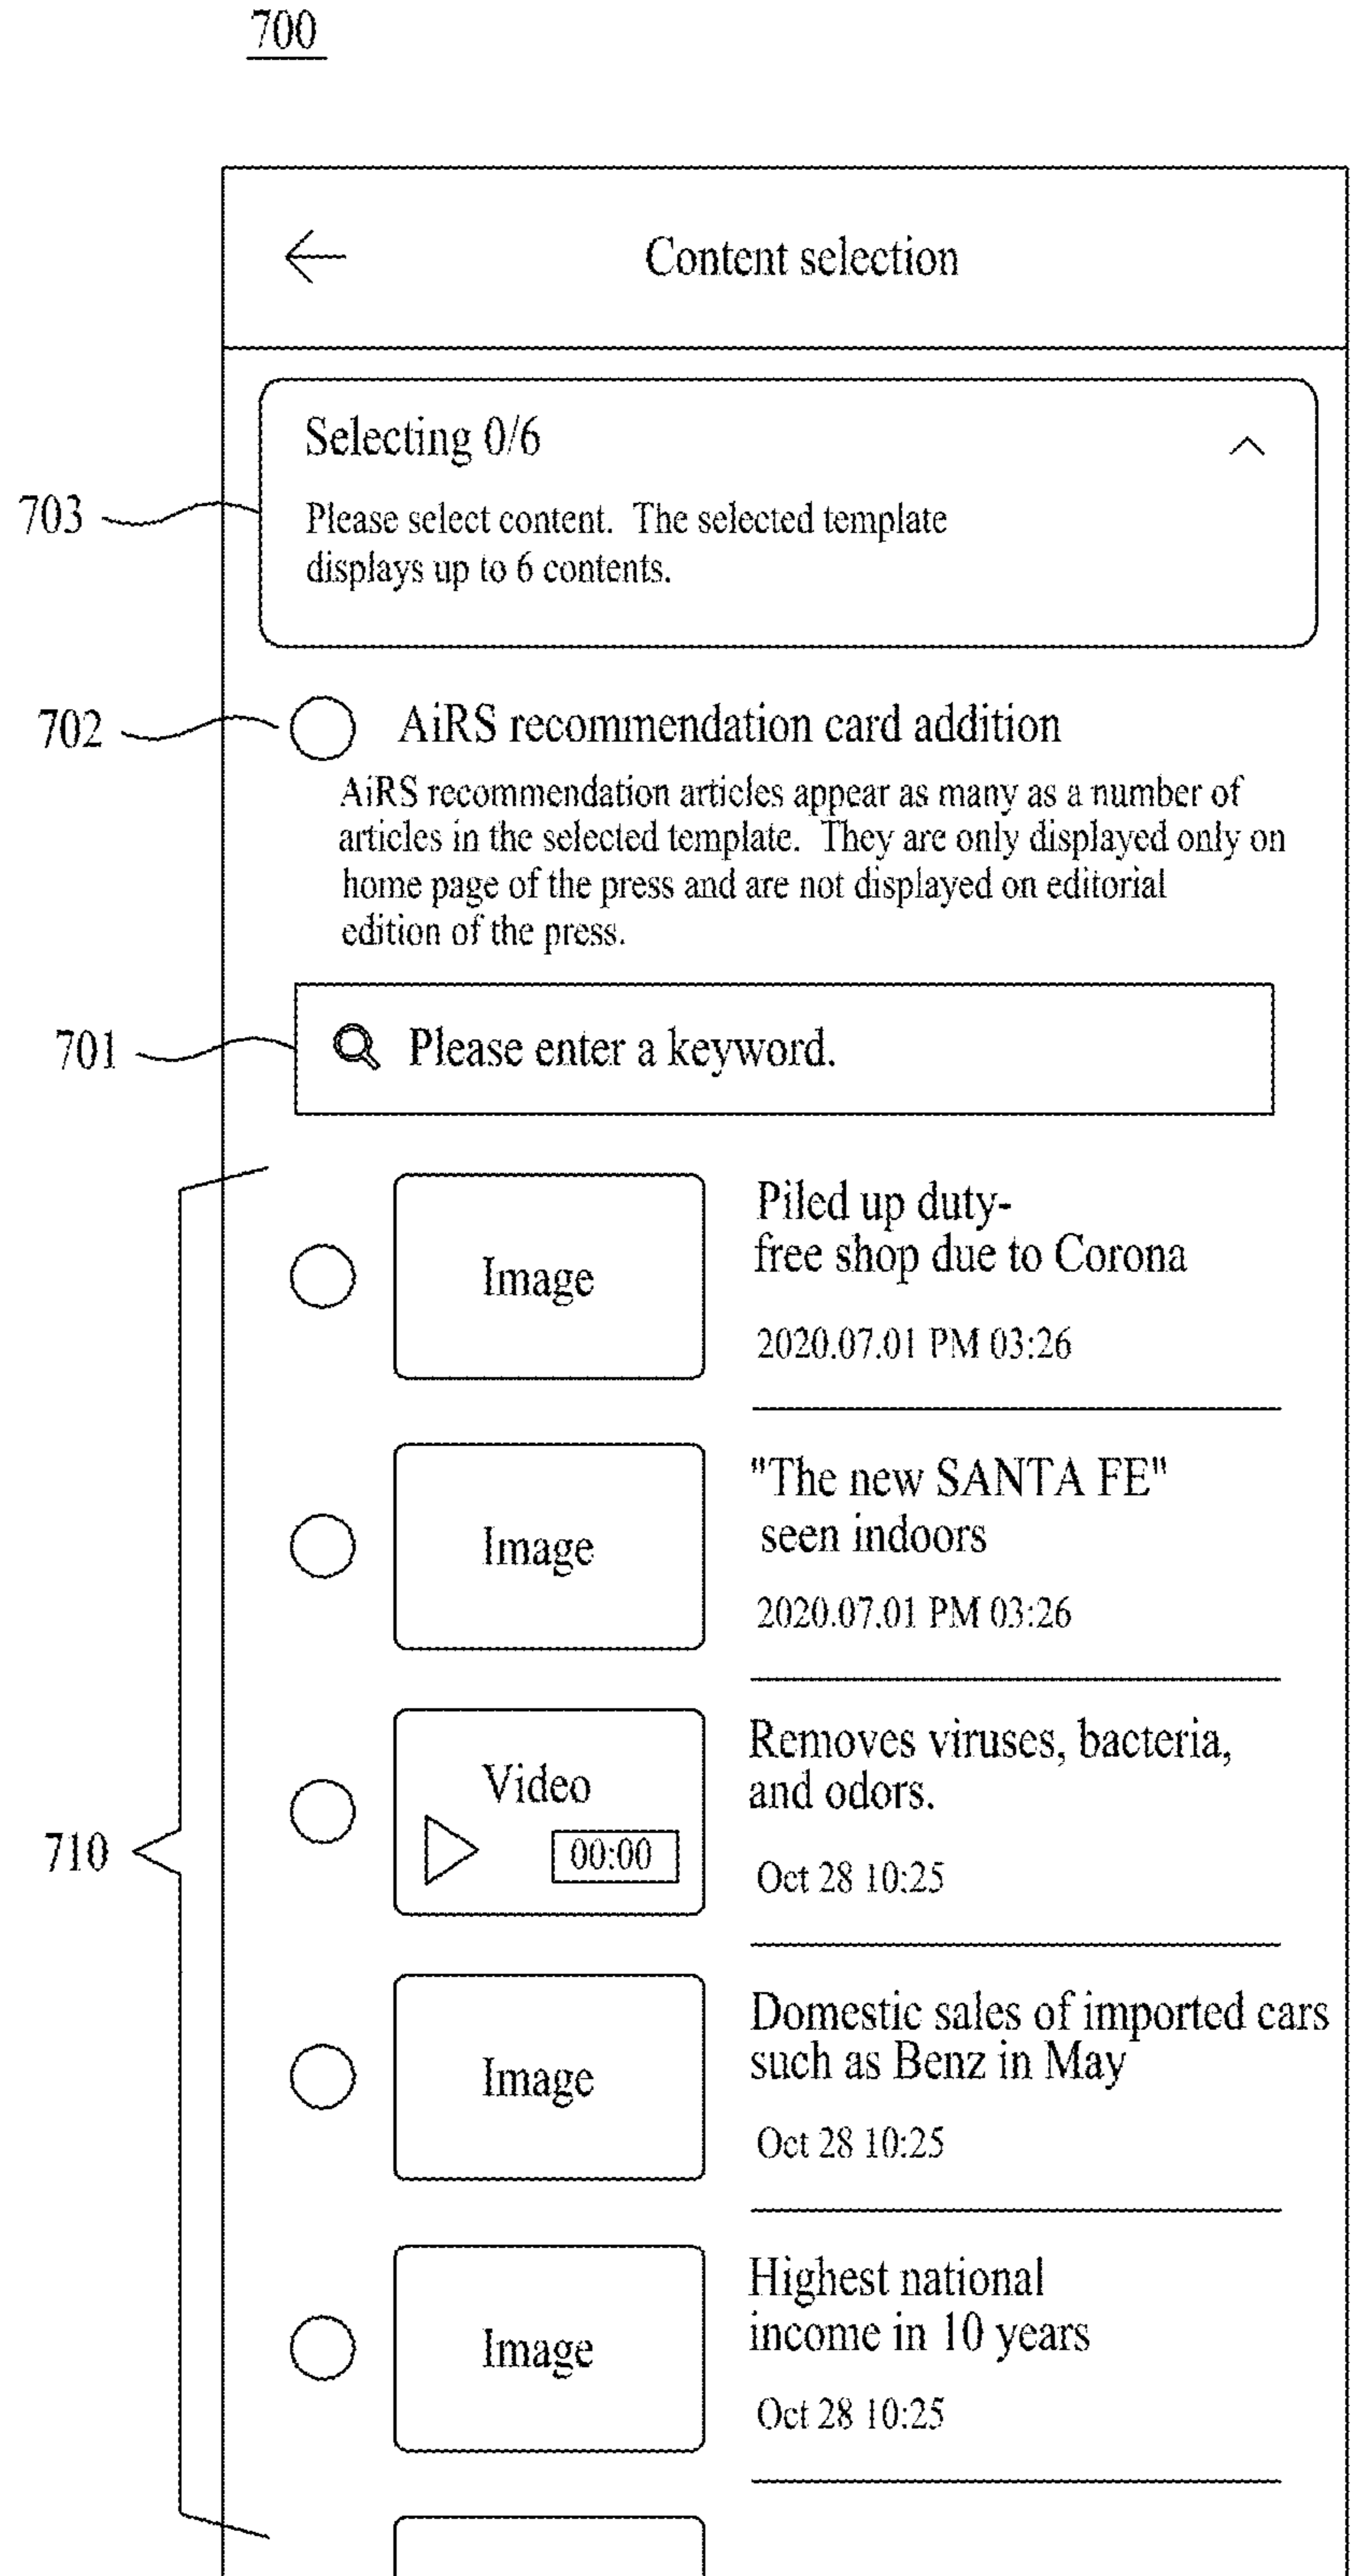 700
Content selection
Selecting 0/6
703
Please select content. The selected template
displays up to 6 contents.
702
AiRS recommendation card addition
AiRS recommendation articles appear as many as a number of
articles in the selected template. They are only displayed only on
home page of the press and are not displayed on editorial
edition of the press.
701
Please enter a keyword.
Image
Piled up duty-
free shop due to Corona
2020.07.01 PM 03:26
Image
"The new SANTA FE"
seen indoors
2020.07.01 PM 03:26
710
Video
00:00
Removes viruses, bacteria,
and odors.
Oct 28 10:25
Image
Domestic sales of imported cars
such as Benz in May
Oct 28 10:25
Image
Highest national
income in 10 years
Oct 28 10:25